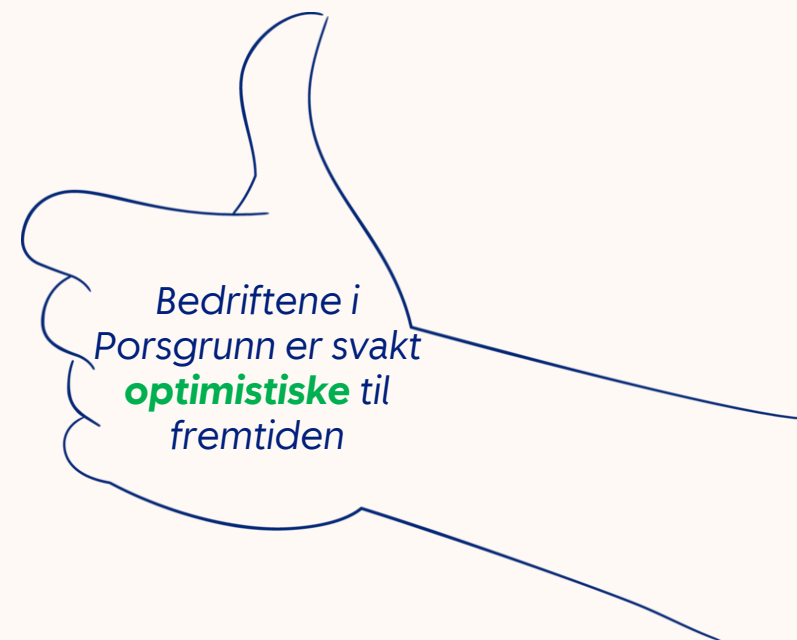 Bedriftene i
Porsgrunn er svakt
optimistiske til
fremtiden